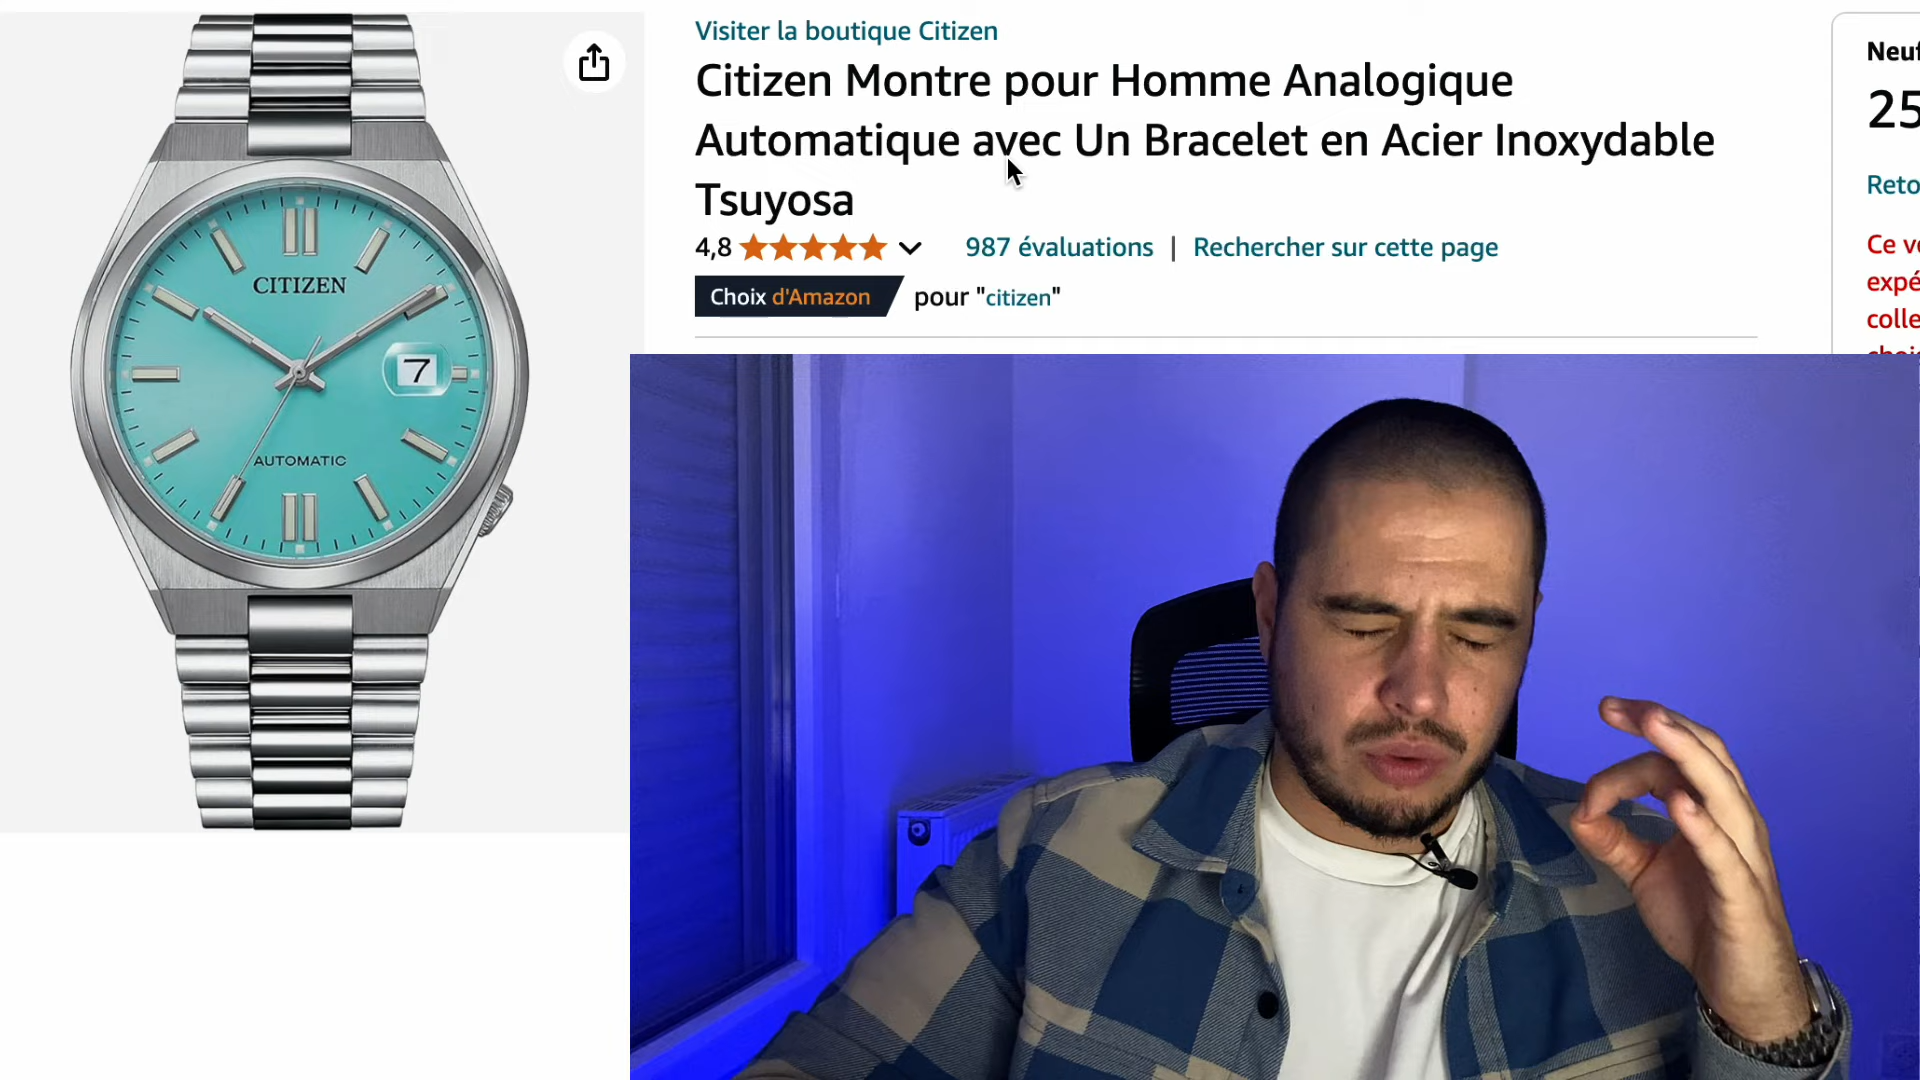 Visiter la boutique Citizen
Citizen Montre pour Homme Analogique
Automatique avec Un Bracelet en Acier Inoxydable
Tsuyosa
4,8
987 évaluations | Rechercher sur cette page
Choix d'Amazon pour "citizen"
Neuf
25
CITIZEN
7
AUTOMATIC